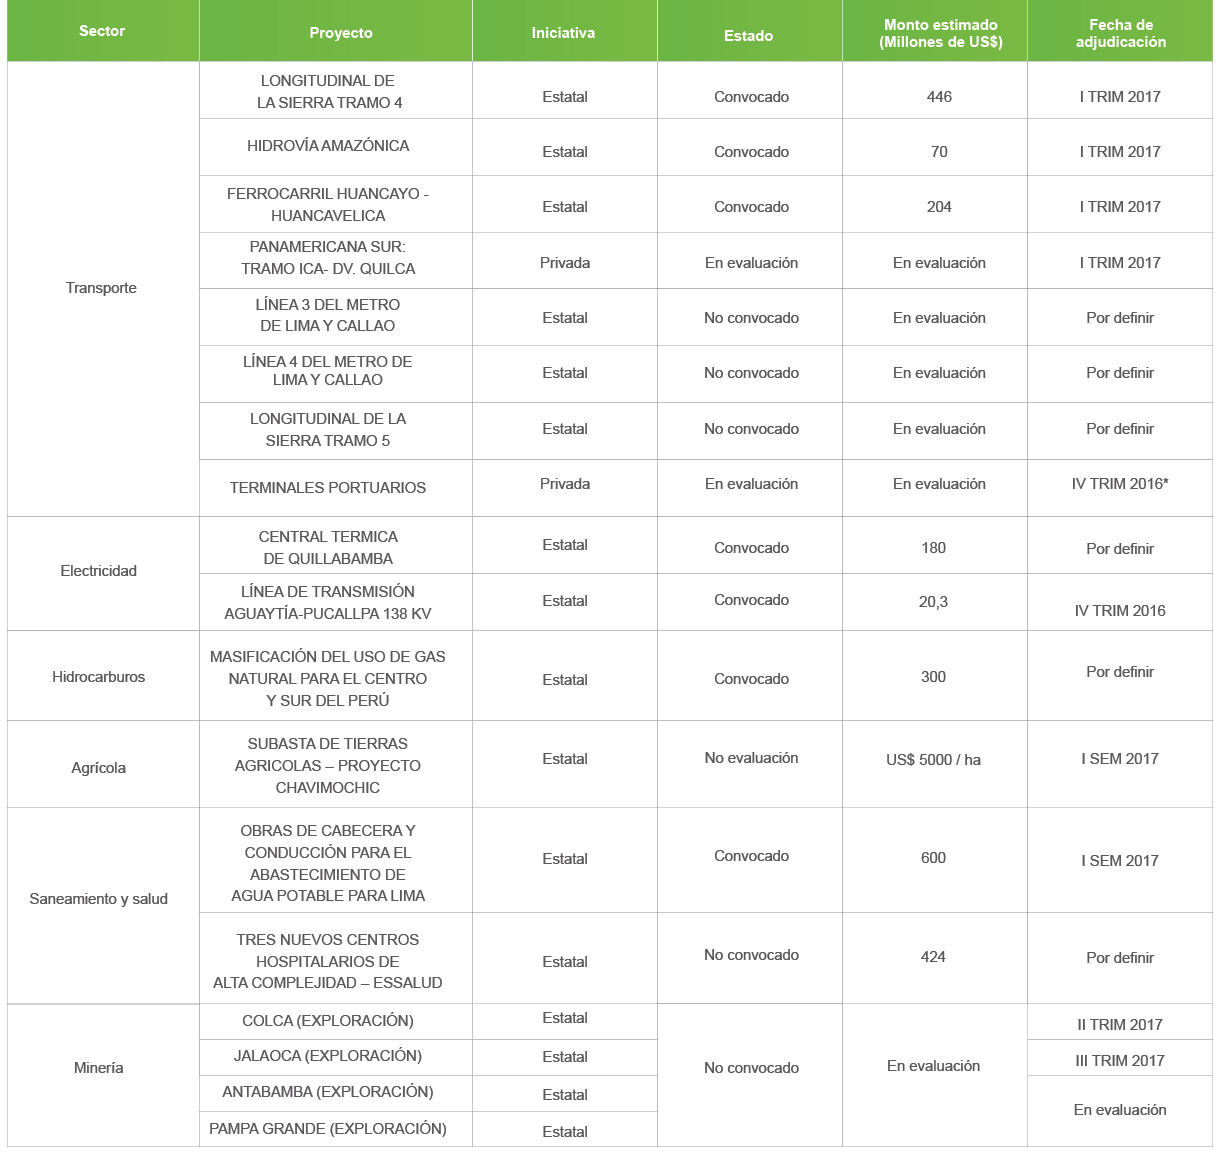 Sector
Proyecto
Iniciativa
Estado
Monto estimado
(Millones de US$)
Fecha de
adjudicación
Transporte
LONGITUDINAL DE
LA SIERRA TRAMO 4
Estatal
Convocado
446
I TRIM 2017
HIDROVÍA AMAZÓNICA
Estatal
Convocado
70
I TRIM 2017
FERROCARRIL HUANCAYO -
HUANCAVELICA
Estatal
Convocado
204
I TRIM 2017
PANAMERICANA SUR:
TRAMO ICA- DV. QUILCA
Privada
En evaluación
En evaluación
I TRIM 2017
LÍNEA 3 DEL METRO
DE LIMA Y CALLAO
Estatal
No convocado
En evaluación
Por definir
LÍNEA 4 DEL METRO DE
LIMA Y CALLAO
Estatal
No convocado
En evaluación
Por definir
LONGITUDINAL DE LA
SIERRA TRAMO 5
Estatal
No convocado
En evaluación
Por definir
TERMINALES PORTUARIOS
Privada
En evaluación
En evaluación
IV TRIM 2016*
Electricidad
CENTRAL TERMICA
DE QUILLABAMBA
Estatal
Convocado
180
Por definir
LÍNEA DE TRANSMISIÓN
AGUAYTÍA-PUCALLPA 138 KV
Estatal
Convocado
20,3
IV TRIM 2016
Hidrocarburos
MASIFICACIÓN DEL USO DE GAS
NATURAL PARA EL CENTRO
Y SUR DEL PERÚ
Estatal
Convocado
300
Por definir
Agrícola
SUBASTA DE TIERRAS
AGRICOLAS – PROYECTO
CHAVIMOCHIC
Estatal
No evaluación
US$ 5000 / ha
I SEM 2017
Saneamiento y salud
OBRAS DE CABECERA Y
CONDUCCIÓN PARA EL
ABASTECIMIENTO DE
AGUA POTABLE PARA LIMA
Estatal
Convocado
600
I SEM 2017
TRES NUEVOS CENTROS
HOSPITALARIOS DE
ALTA COMPLEJIDAD – ESSALUD
Estatal
No convocado
424
Por definir
Minería
COLCA (EXPLORACIÓN)
Estatal
No convocado
En evaluación
II TRIM 2017
JALAOCA (EXPLORACIÓN)
Estatal
III TRIM 2017
ANTABAMBA (EXPLORACIÓN)
Estatal
En evaluación
PAMPA GRANDE (EXPLORACIÓN)
Estatal